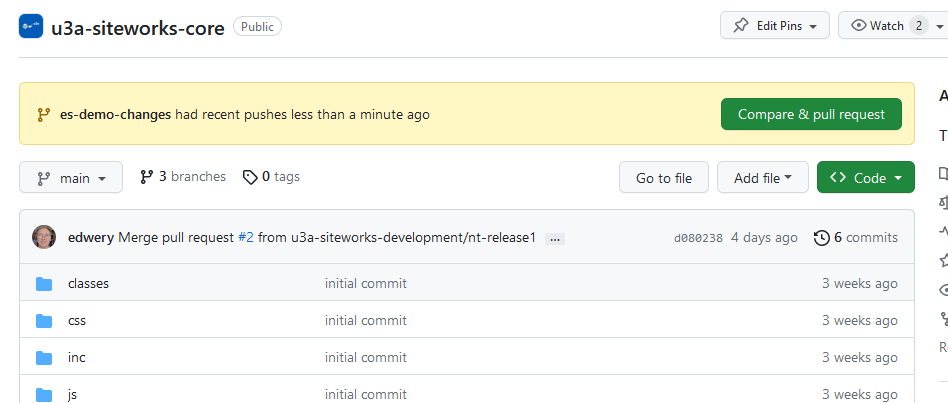 u3a-siteworks-core Public Edit Pins Watch 2
es-demo-changes had recent pushes less than a minute ago Compare & pull request
main 3 branches 0 tags Go to file Add file Code
edwery Merge pull request #2 from u3a-siteworks-development/nt-release1 ... d080238 4 days ago 6 commits
classes initial commit 3 weeks ago
css initial commit 3 weeks ago
inc initial commit 3 weeks ago
js initial commit 3 weeks ago